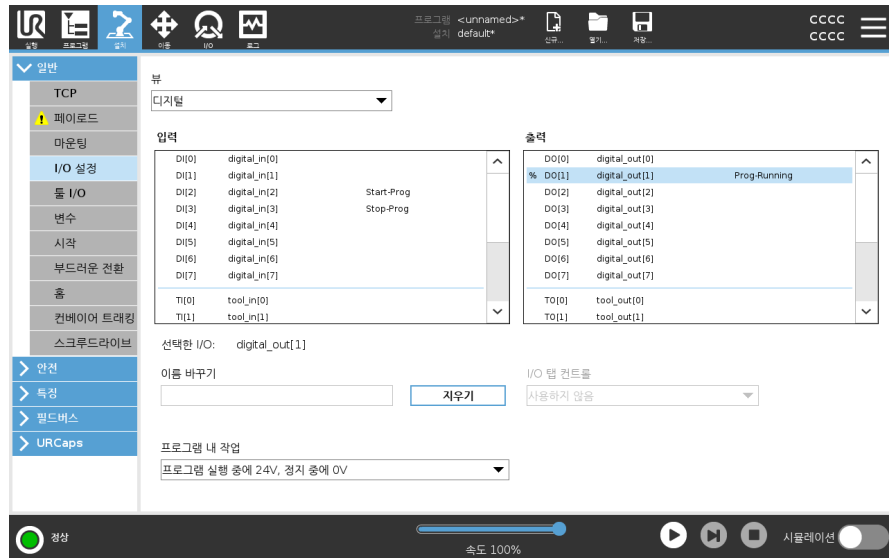 UR
실행
프로그램
설치
이동
I/O
로그
프로그램 <unnamed>*
설치 default*
신규...
열기...
저장...
CCCC
CCCC
일반
TCP
페이로드
마운팅
I/O 설정
툴 I/O
변수
시작
부드러운 전환
홈
컨베이어 트래킹
스크루드라이브
안전
특징
필드버스
URCaps
뷰
디지털
입력
DI[0] digital_in[0]
DI[1] digital_in[1]
DI[2] digital_in[2] Start-Prog
DI[3] digital_in[3] Stop-Prog
DI[4] digital_in[4]
DI[5] digital_in[5]
DI[6] digital_in[6]
DI[7] digital_in[7]
TI[0] tool_in[0]
TI[1] tool_in[1]
출력
DO[0] digital_out[0]
% DO[1] digital_out[1] Prog-Running
DO[2] digital_out[2]
DO[3] digital_out[3]
DO[4] digital_out[4]
DO[5] digital_out[5]
DO[6] digital_out[6]
DO[7] digital_out[7]
TO[0] tool_out[0]
TO[1] tool_out[1]
선택한 I/O: digital_out[1]
이름 바꾸기
지우기
I/O 탭 컨트롤
사용하지 않음
프로그램 내 작업
프로그램 실행 중에 24V, 정지 중에 0V
정상
속도 100%
시뮬레이션